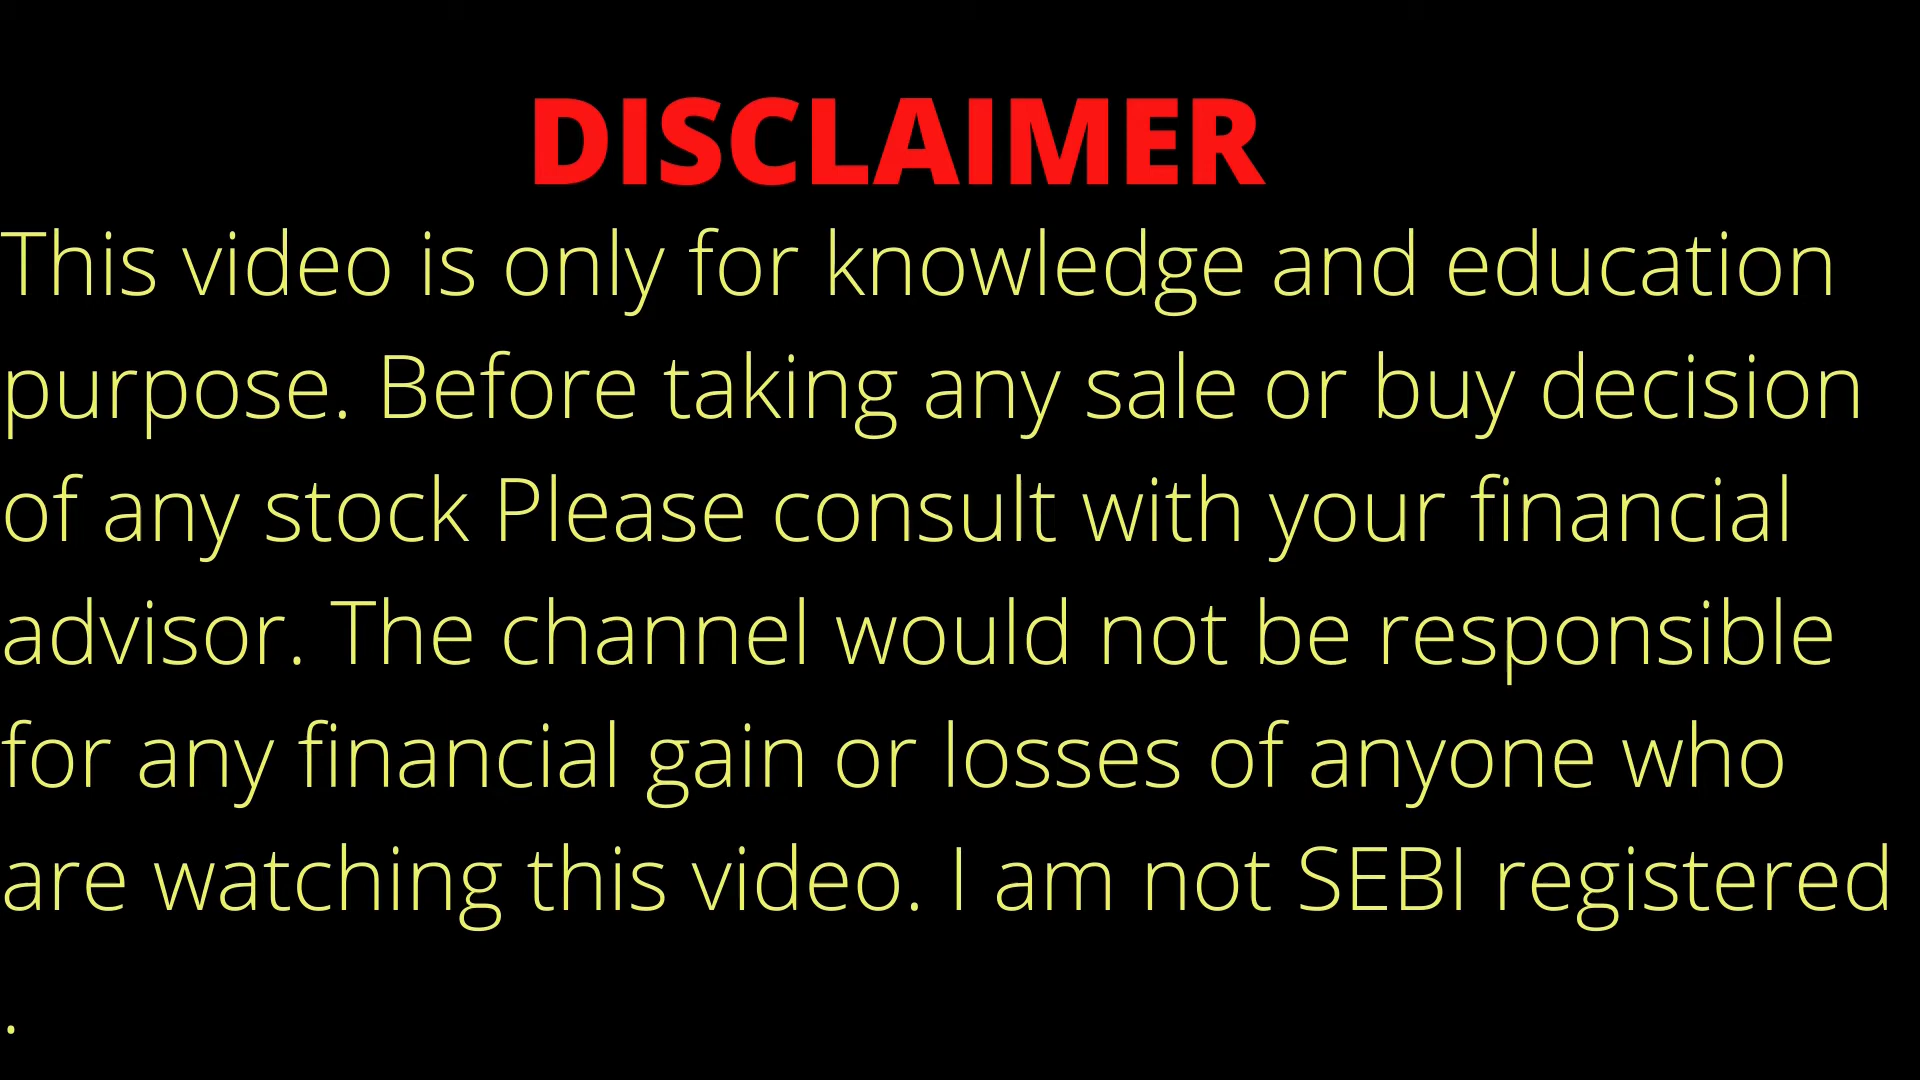 DISCLAIMER
This video is only for knowledge and education
purpose. Before taking any sale or buy decision
of any stock Please consult with your financial
advisor. The channel would not be responsible
for any financial gain or losses of anyone who
are watching this video. I am not SEBI registered
.